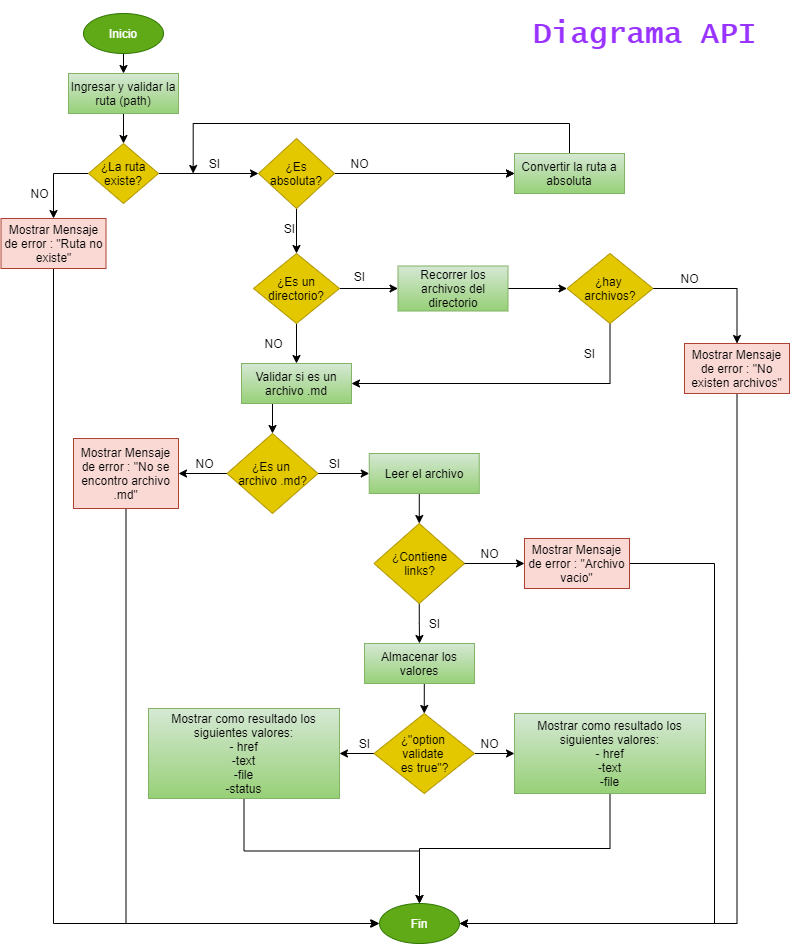 Diagrama API
Inicio
Ingresar y validar la
ruta (path)
¿La ruta
existe?
SI
NO
¿Es
absoluta?
NO
SI
Convertir la ruta a
absoluta
Mostrar Mensaje
de error : "Ruta no
existe"
¿Es un
directorio?
SI
NO
Recorrer los
archivos del
directorio
¿hay
archivos?
NO
SI
Mostrar Mensaje
de error : "No
existen archivos"
Validar si es un
archivo .md
¿Es un
archivo .md?
NO
SI
Mostrar Mensaje
de error : "No se
encontro archivo
.md"
Leer el archivo
¿Contiene
links?
NO
SI
Mostrar Mensaje
de error : "Archivo
vacio"
Almacenar los
valores
¿"option
validate
es true"?
SI
NO
Mostrar como resultado los
siguientes valores:
- href
-text
-file
-status
Mostrar como resultado los
siguientes valores:
- href
-text
-file
Fin